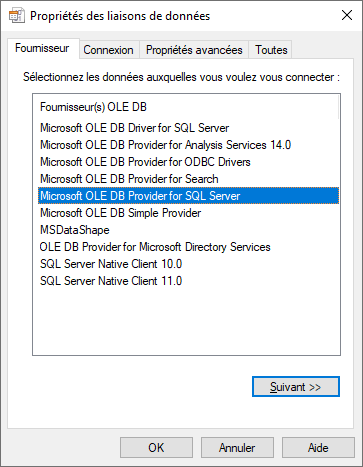 Propriétés des liaisons de données
Fournisseur Connexion Propriétés avancées Toutes
Sélectionnez les données auxquelles vous voulez vous connecter :
Fournisseur(s) OLE DB
Microsoft OLE DB Driver for SQL Server
Microsoft OLE DB Provider for Analysis Services 14.0
Microsoft OLE DB Provider for ODBC Drivers
Microsoft OLE DB Provider for Search
Microsoft OLE DB Provider for SQL Server
Microsoft OLE DB Simple Provider
MSDataShape
OLE DB Provider for Microsoft Directory Services
SQL Server Native Client 10.0
SQL Server Native Client 11.0
Suivant >>
OK Annuler Aide